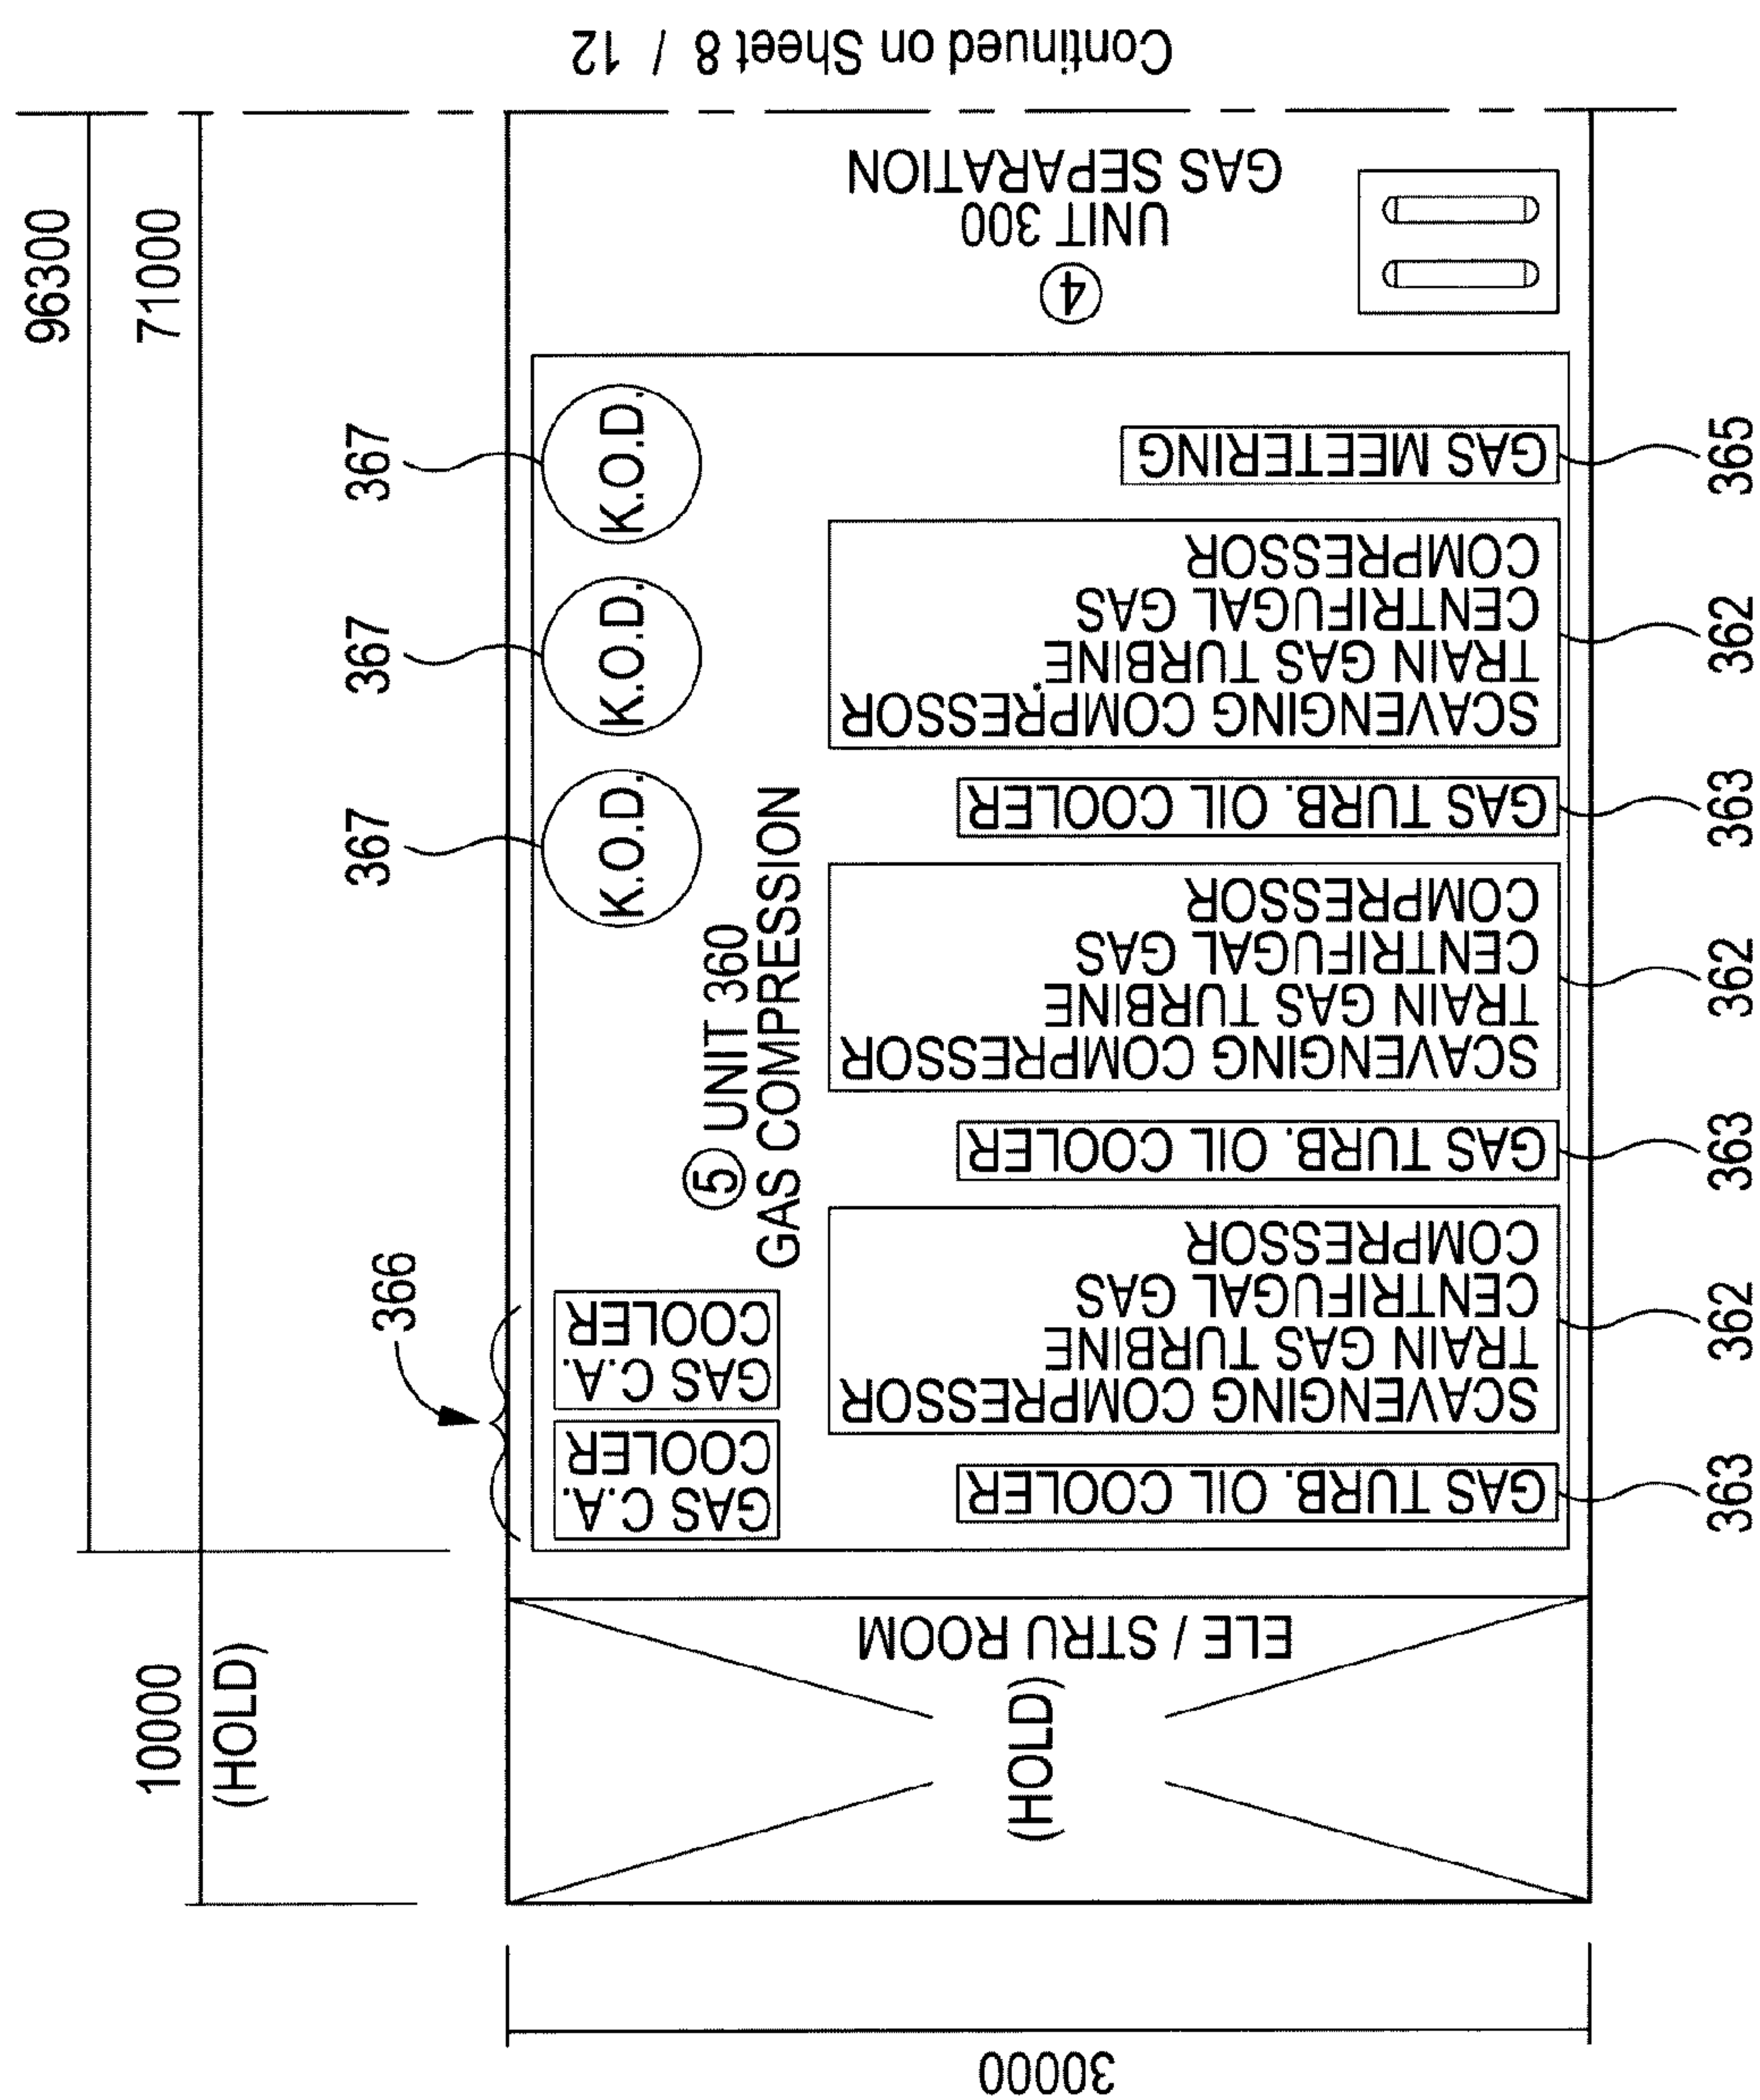 Continued on Sheet 8 / 12
96300
71000
10000
(HOLD)
30000
UNIT 300
GAS SEPARATION
4
367
K.O.D.
367
K.O.D.
367
K.O.D.
5 UNIT 360
GAS COMPRESSION
366
GAS C.A.
COOLER
GAS C.A.
COOLER
GAS MEETERING
365
SCAVENGING COMPRESSOR
TRAIN GAS TURBINE
CENTRIFUGAL GAS
COMPRESSOR
362
GAS TURB. OIL COOLER
363
SCAVENGING COMPRESSOR
TRAIN GAS TURBINE
CENTRIFUGAL GAS
COMPRESSOR
362
GAS TURB. OIL COOLER
363
SCAVENGING COMPRESSOR
TRAIN GAS TURBINE
CENTRIFUGAL GAS
COMPRESSOR
362
GAS TURB. OIL COOLER
363
ELE / STRU ROOM
(HOLD)